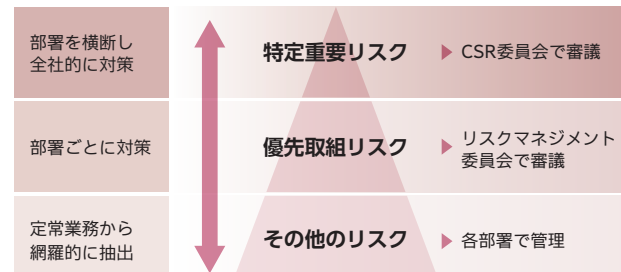 部署を横断し
全社的に対策
特定重要リスク
▶ CSR委員会で審議
部署ごとに対策
優先取組リスク
▶ リスクマネジメント
委員会で審議
定常業務から
網羅的に抽出
その他のリスク
▶ 各部署で管理